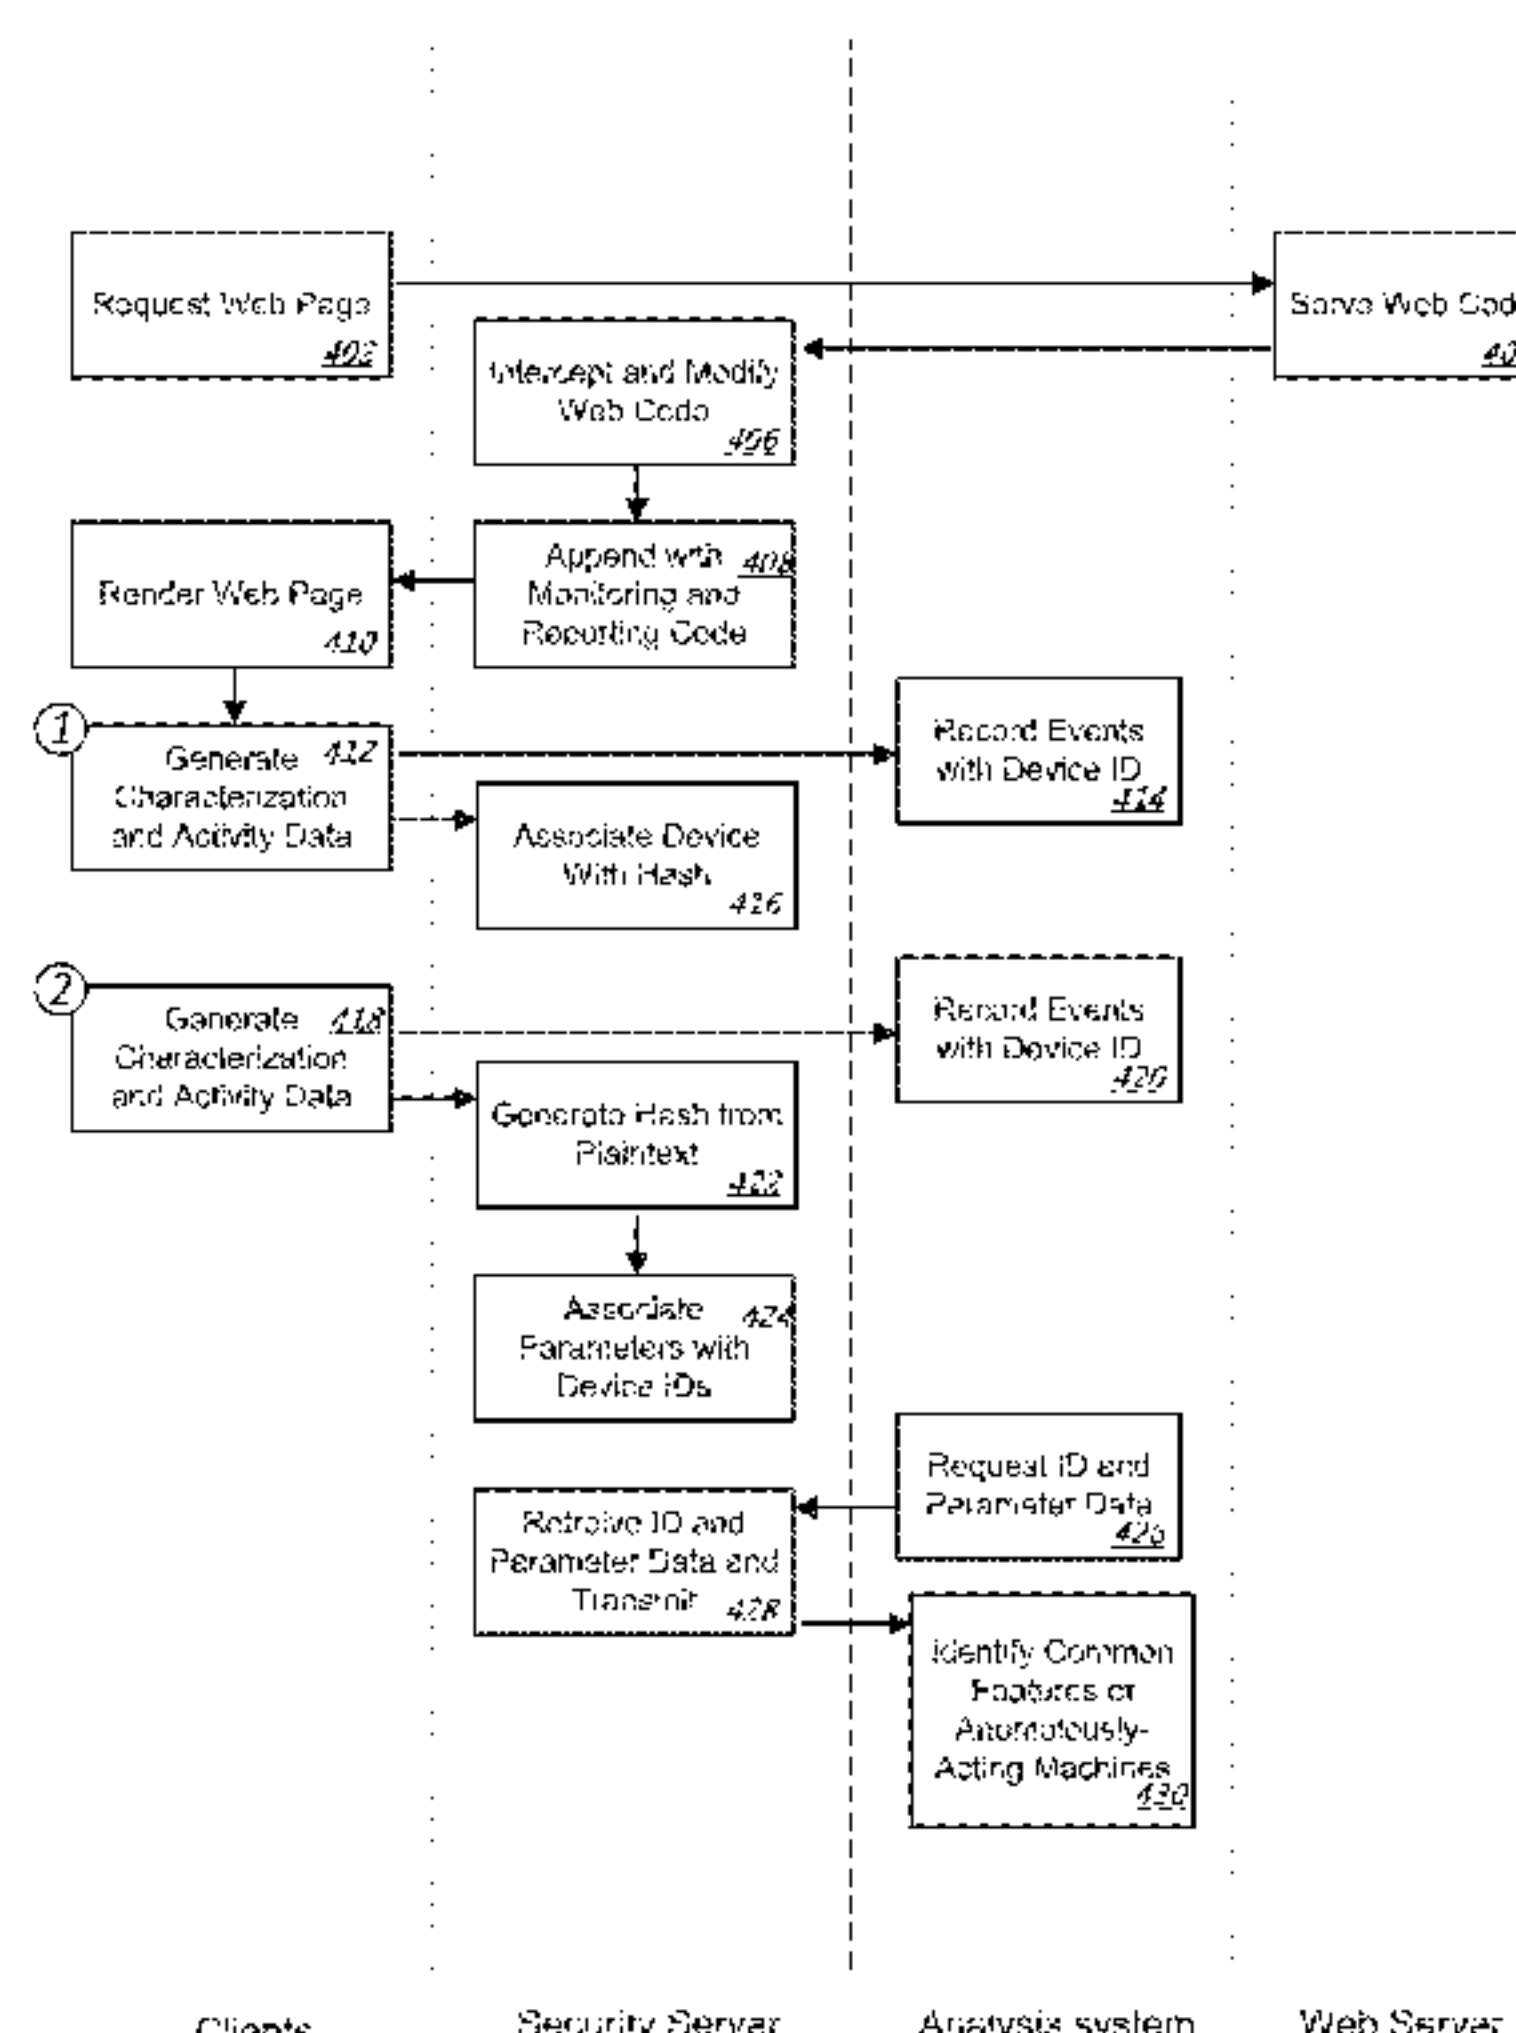 Request Web Page
402
Serve Web Cod
40
Intercept and Modify
Web Code
406
Append with 408
Monitoring and
Reporting Code
Render Web Page
410
1
Generate 412
Characterization
and Activity Data
Record Events
with Device ID
414
Associate Device
With Hash
416
2
Generate 418
Characterization
and Activity Data
Record Events
with Device ID
420
Generate Hash from
Plaintext
422
Associate 424
Parameters with
Device IDs
Request ID and
Parameter Data
426
Retreive ID and
Parameter Data and
Transmit 428
Identify Common
Features of
Anomolously-
Acting Machines
430
Clients
Security Server
Analysis system
Web Server